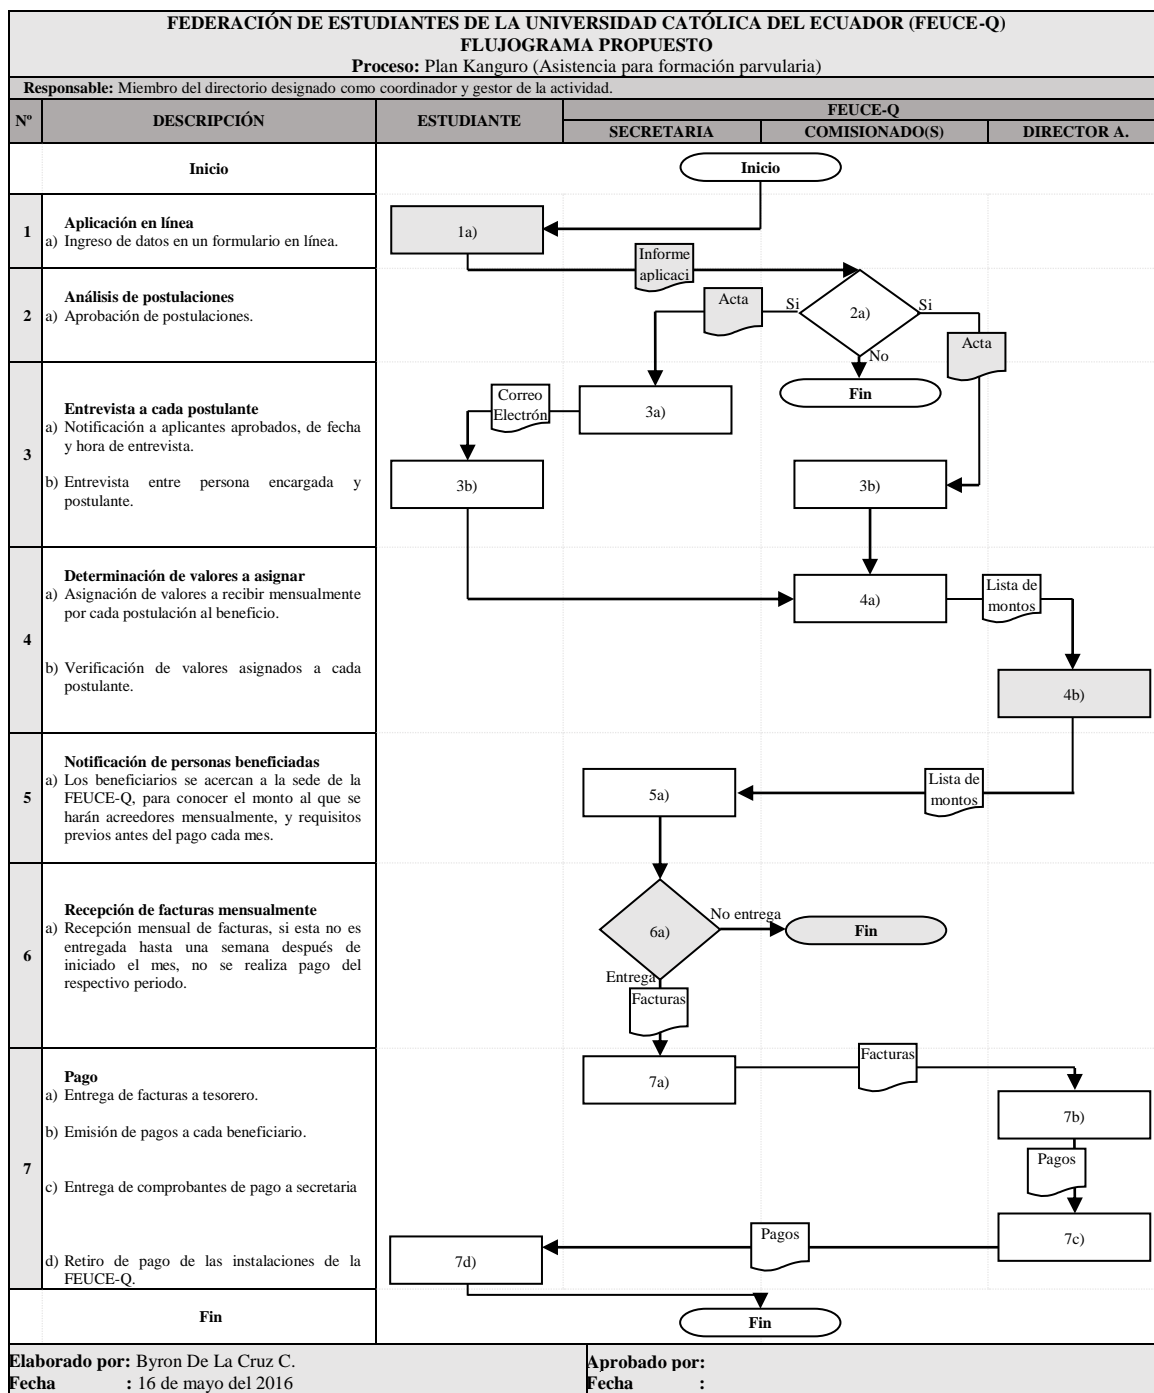 FEDERACIÓN DE ESTUDIANTES DE LA UNIVERSIDAD CATÓLICA DEL ECUADOR (FEUCE-Q)
FLUJOGRAMA PROPUESTO
Proceso: Plan Kanguro (Asistencia para formación parvularia)
Responsable: Miembro del directorio designado como coordinador y gestor de la actividad.
Nº
DESCRIPCIÓN
ESTUDIANTE
FEUCE-Q
SECRETARIA
COMISIONADO(S)
DIRECTOR A.
Inicio
Inicio
1
Aplicación en línea
a) Ingreso de datos en un formulario en línea.
1a)
Informe
aplicaci
2
Análisis de postulaciones
a) Aprobación de postulaciones.
Acta
Si
2a)
Si
Acta
No
Fin
3
Entrevista a cada postulante
a) Notificación a aplicantes aprobados, de fecha
y hora de entrevista.
b) Entrevista entre persona encargada y
postulante.
Correo
Electrón
3a)
3b)
3b)
4
Determinación de valores a asignar
a) Asignación de valores a recibir mensualmente
por cada postulación al beneficio.
b) Verificación de valores asignados a cada
postulante.
4a)
Lista de
montos
4b)
5
Notificación de personas beneficiadas
a) Los beneficiarios se acercan a la sede de la
FEUCE-Q, para conocer el monto al que se
harán acreedores mensualmente, y requisitos
previos antes del pago cada mes.
5a)
Lista de
montos
6
Recepción de facturas mensualmente
a) Recepción mensual de facturas, si esta no es
entregada hasta una semana después de
iniciado el mes, no se realiza pago del
respectivo periodo.
6a)
No entrega
Fin
Entrega
Facturas
7
Pago
a) Entrega de facturas a tesorero.
b) Emisión de pagos a cada beneficiario.
c) Entrega de comprobantes de pago a secretaria
d) Retiro de pago de las instalaciones de la
FEUCE-Q.
7a)
Facturas
7b)
Pagos
7c)
Pagos
7d)
Fin
Fin
Elaborado por: Byron De La Cruz C.
Fecha : 16 de mayo del 2016
Aprobado por:
Fecha :